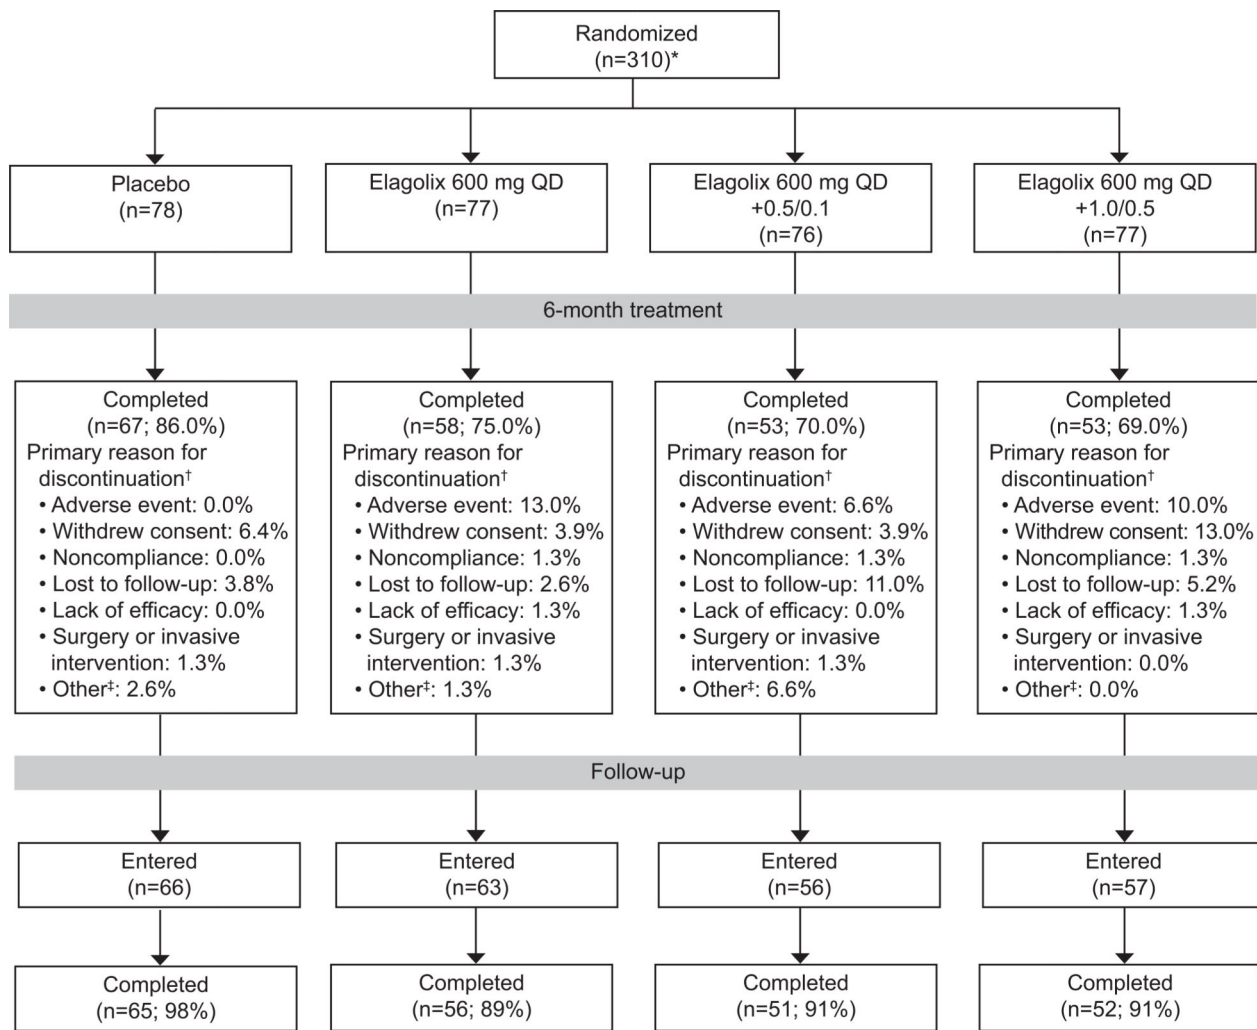 Randomized
(n=310)*
Placebo
(n=78)
Elagolix 600 mg QD
(n=77)
Elagolix 600 mg QD
+0.5/0.1
(n=76)
Elagolix 600 mg QD
+1.0/0.5
(n=77)
6-month treatment
Completed
(n=67; 86.0%)
Primary reason for
discontinuation†
• Adverse event: 0.0%
• Withdrew consent: 6.4%
• Noncompliance: 0.0%
• Lost to follow-up: 3.8%
• Lack of efficacy: 0.0%
• Surgery or invasive
intervention: 1.3%
• Other‡: 2.6%
Completed
(n=58; 75.0%)
Primary reason for
discontinuation†
• Adverse event: 13.0%
• Withdrew consent: 3.9%
• Noncompliance: 1.3%
• Lost to follow-up: 2.6%
• Lack of efficacy: 1.3%
• Surgery or invasive
intervention: 1.3%
• Other‡: 1.3%
Completed
(n=53; 70.0%)
Primary reason for
discontinuation†
• Adverse event: 6.6%
• Withdrew consent: 3.9%
• Noncompliance: 1.3%
• Lost to follow-up: 11.0%
• Lack of efficacy: 0.0%
• Surgery or invasive
intervention: 1.3%
• Other‡: 6.6%
Completed
(n=53; 69.0%)
Primary reason for
discontinuation†
• Adverse event: 10.0%
• Withdrew consent: 13.0%
• Noncompliance: 1.3%
• Lost to follow-up: 5.2%
• Lack of efficacy: 1.3%
• Surgery or invasive
intervention: 0.0%
• Other‡: 0.0%
Follow-up
Entered
(n=66)
Entered
(n=63)
Entered
(n=56)
Entered
(n=57)
Completed
(n=65; 98%)
Completed
(n=56; 89%)
Completed
(n=51; 91%)
Completed
(n=52; 91%)